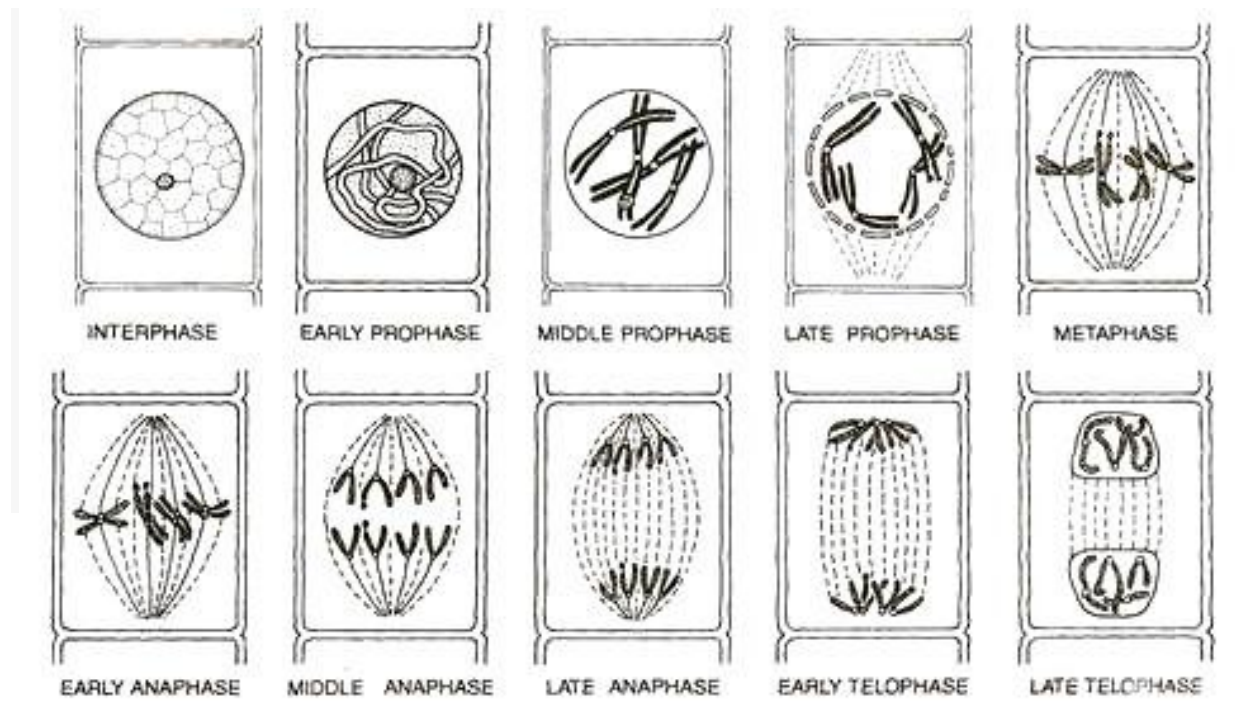 INTERPHASE
EARLY PROPHASE
MIDDLE PROPHASE
LATE PROPHASE
METAPHASE
EARLY ANAPHASE
MIDDLE ANAPHASE
LATE ANAPHASE
EARLY TELOPHASE
LATE TELOPHASE